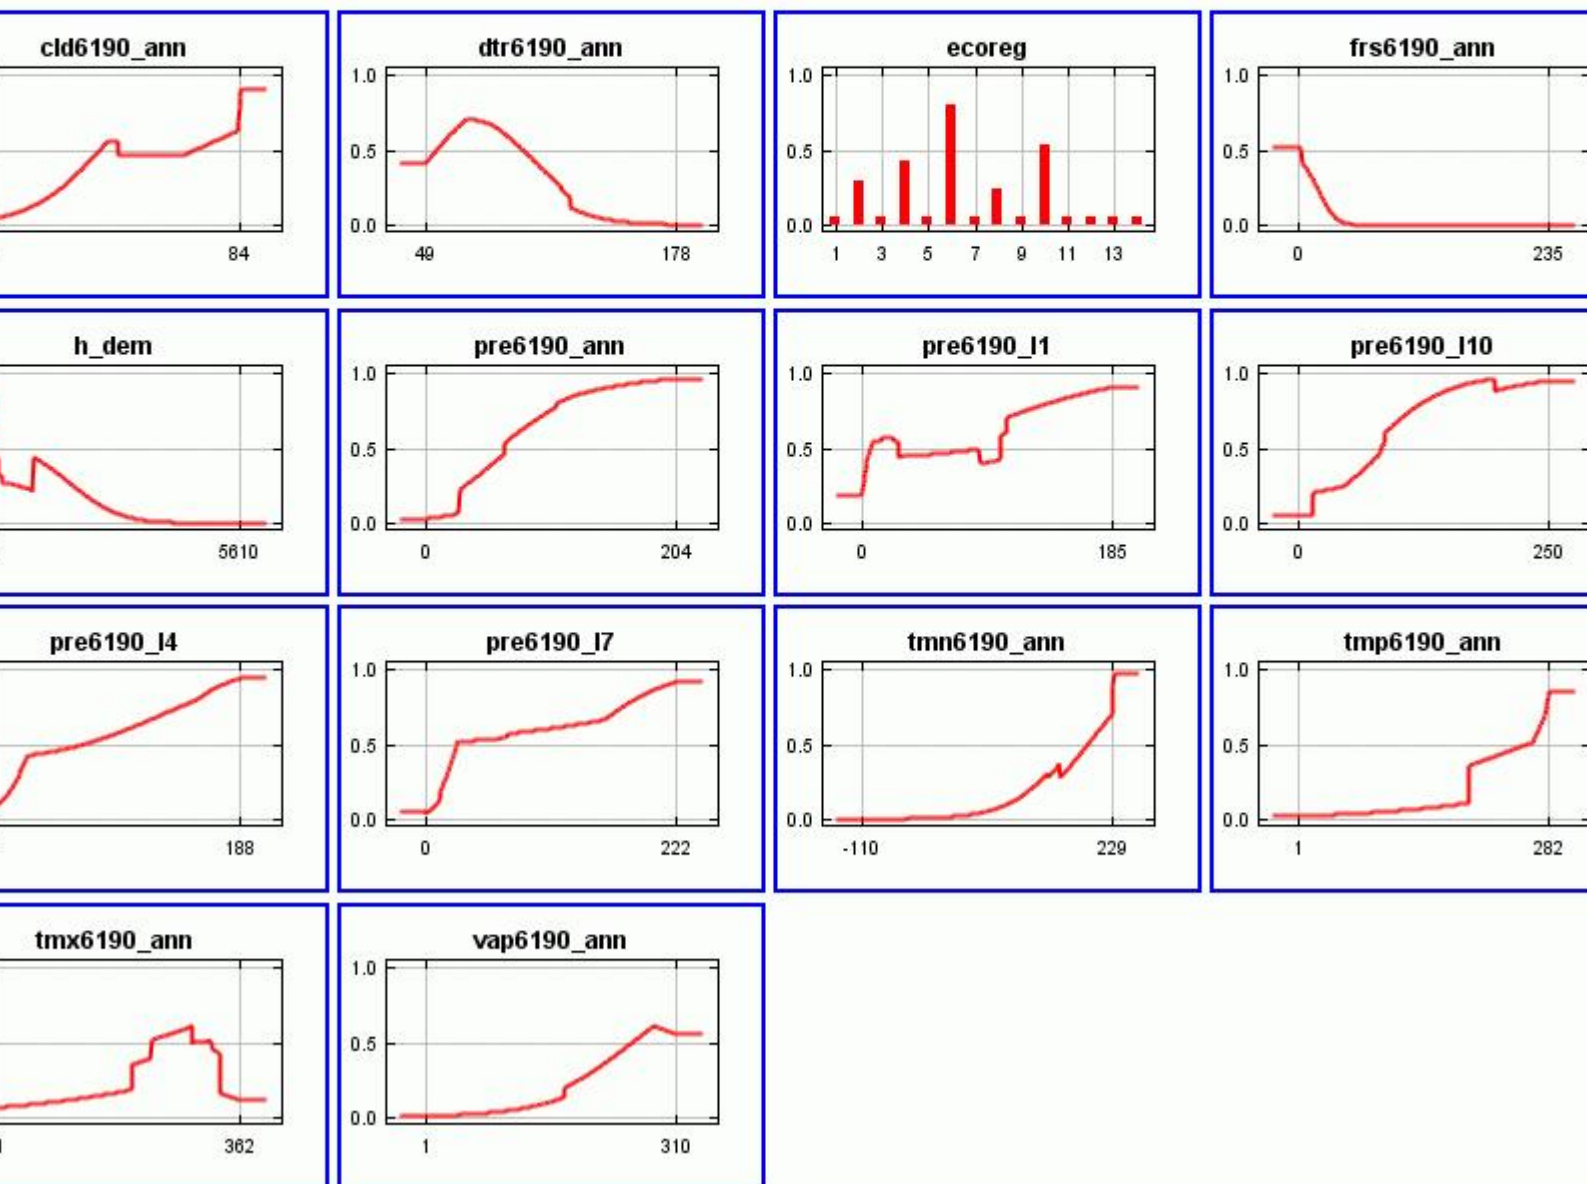 cld6190_ann
84
dtr6190_ann
1.0
0.5
0.0
49 178
ecoreg
1.0
0.5
0.0
1 3 5 7 9 11 13
frs6190_ann
1.0
0.5
0.0
0 235
h_dem
5610
pre6190_ann
1.0
0.5
0.0
0 204
pre6190_l1
1.0
0.5
0.0
0 185
pre6190_l10
1.0
0.5
0.0
0 250
pre6190_l4
188
pre6190_l7
1.0
0.5
0.0
0 222
tmn6190_ann
1.0
0.5
0.0
-110 229
tmp6190_ann
1.0
0.5
0.0
1 282
tmx6190_ann
362
vap6190_ann
1.0
0.5
0.0
1 310